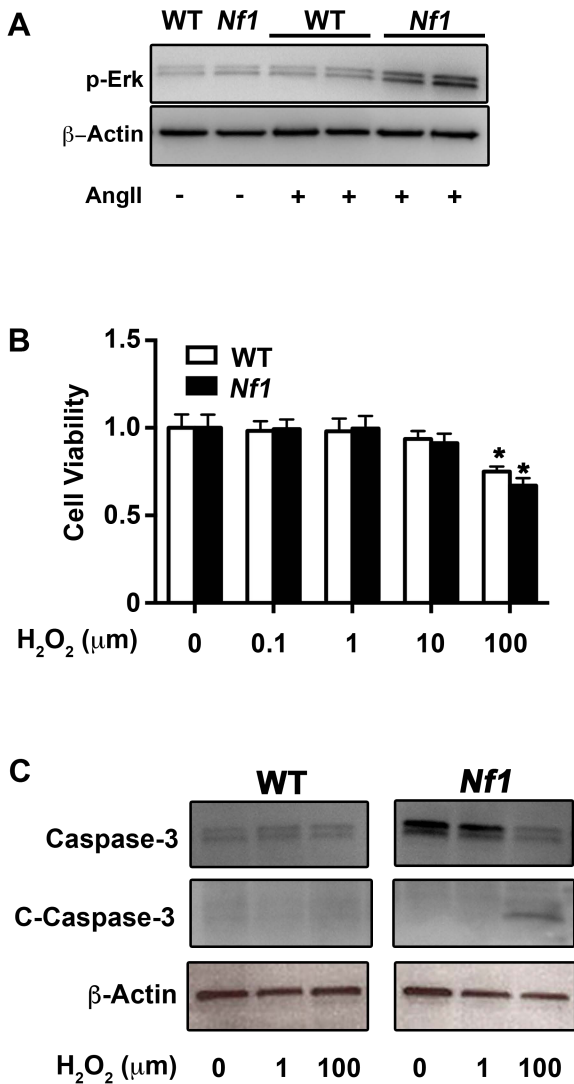 A
WT Nf1 WT Nf1
p-Erk
β–Actin
AngII - - + + + +
B
1.5
WT
Nf1
1.0
Cell Viability
0.5
0
H2O2 (μm) 0 0.1 1 10 100
* *
C
WT Nf1
Caspase-3
C-Caspase-3
β-Actin
H2O2 (μm) 0 1 100 0 1 100